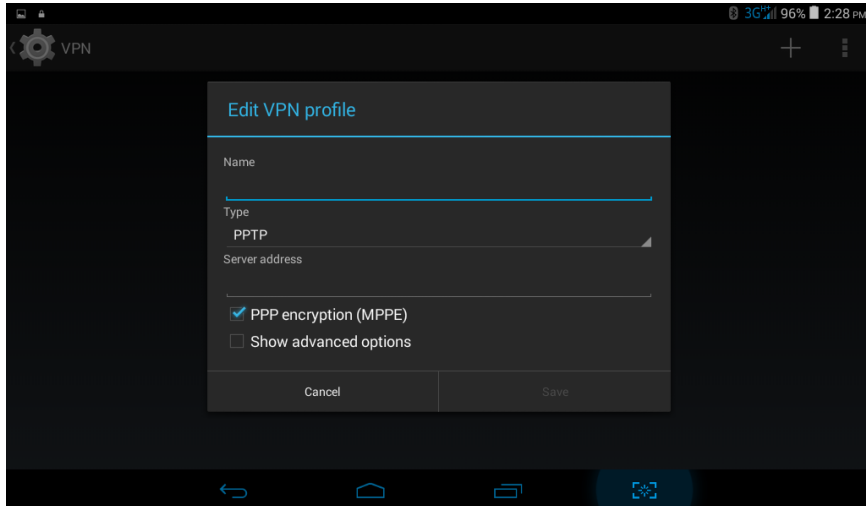 3G H+ 96% 2:28 PM
VPN
Edit VPN profile
Name
Type
PPTP
Server address
PPP encryption (MPPE)
Show advanced options
Cancel Save